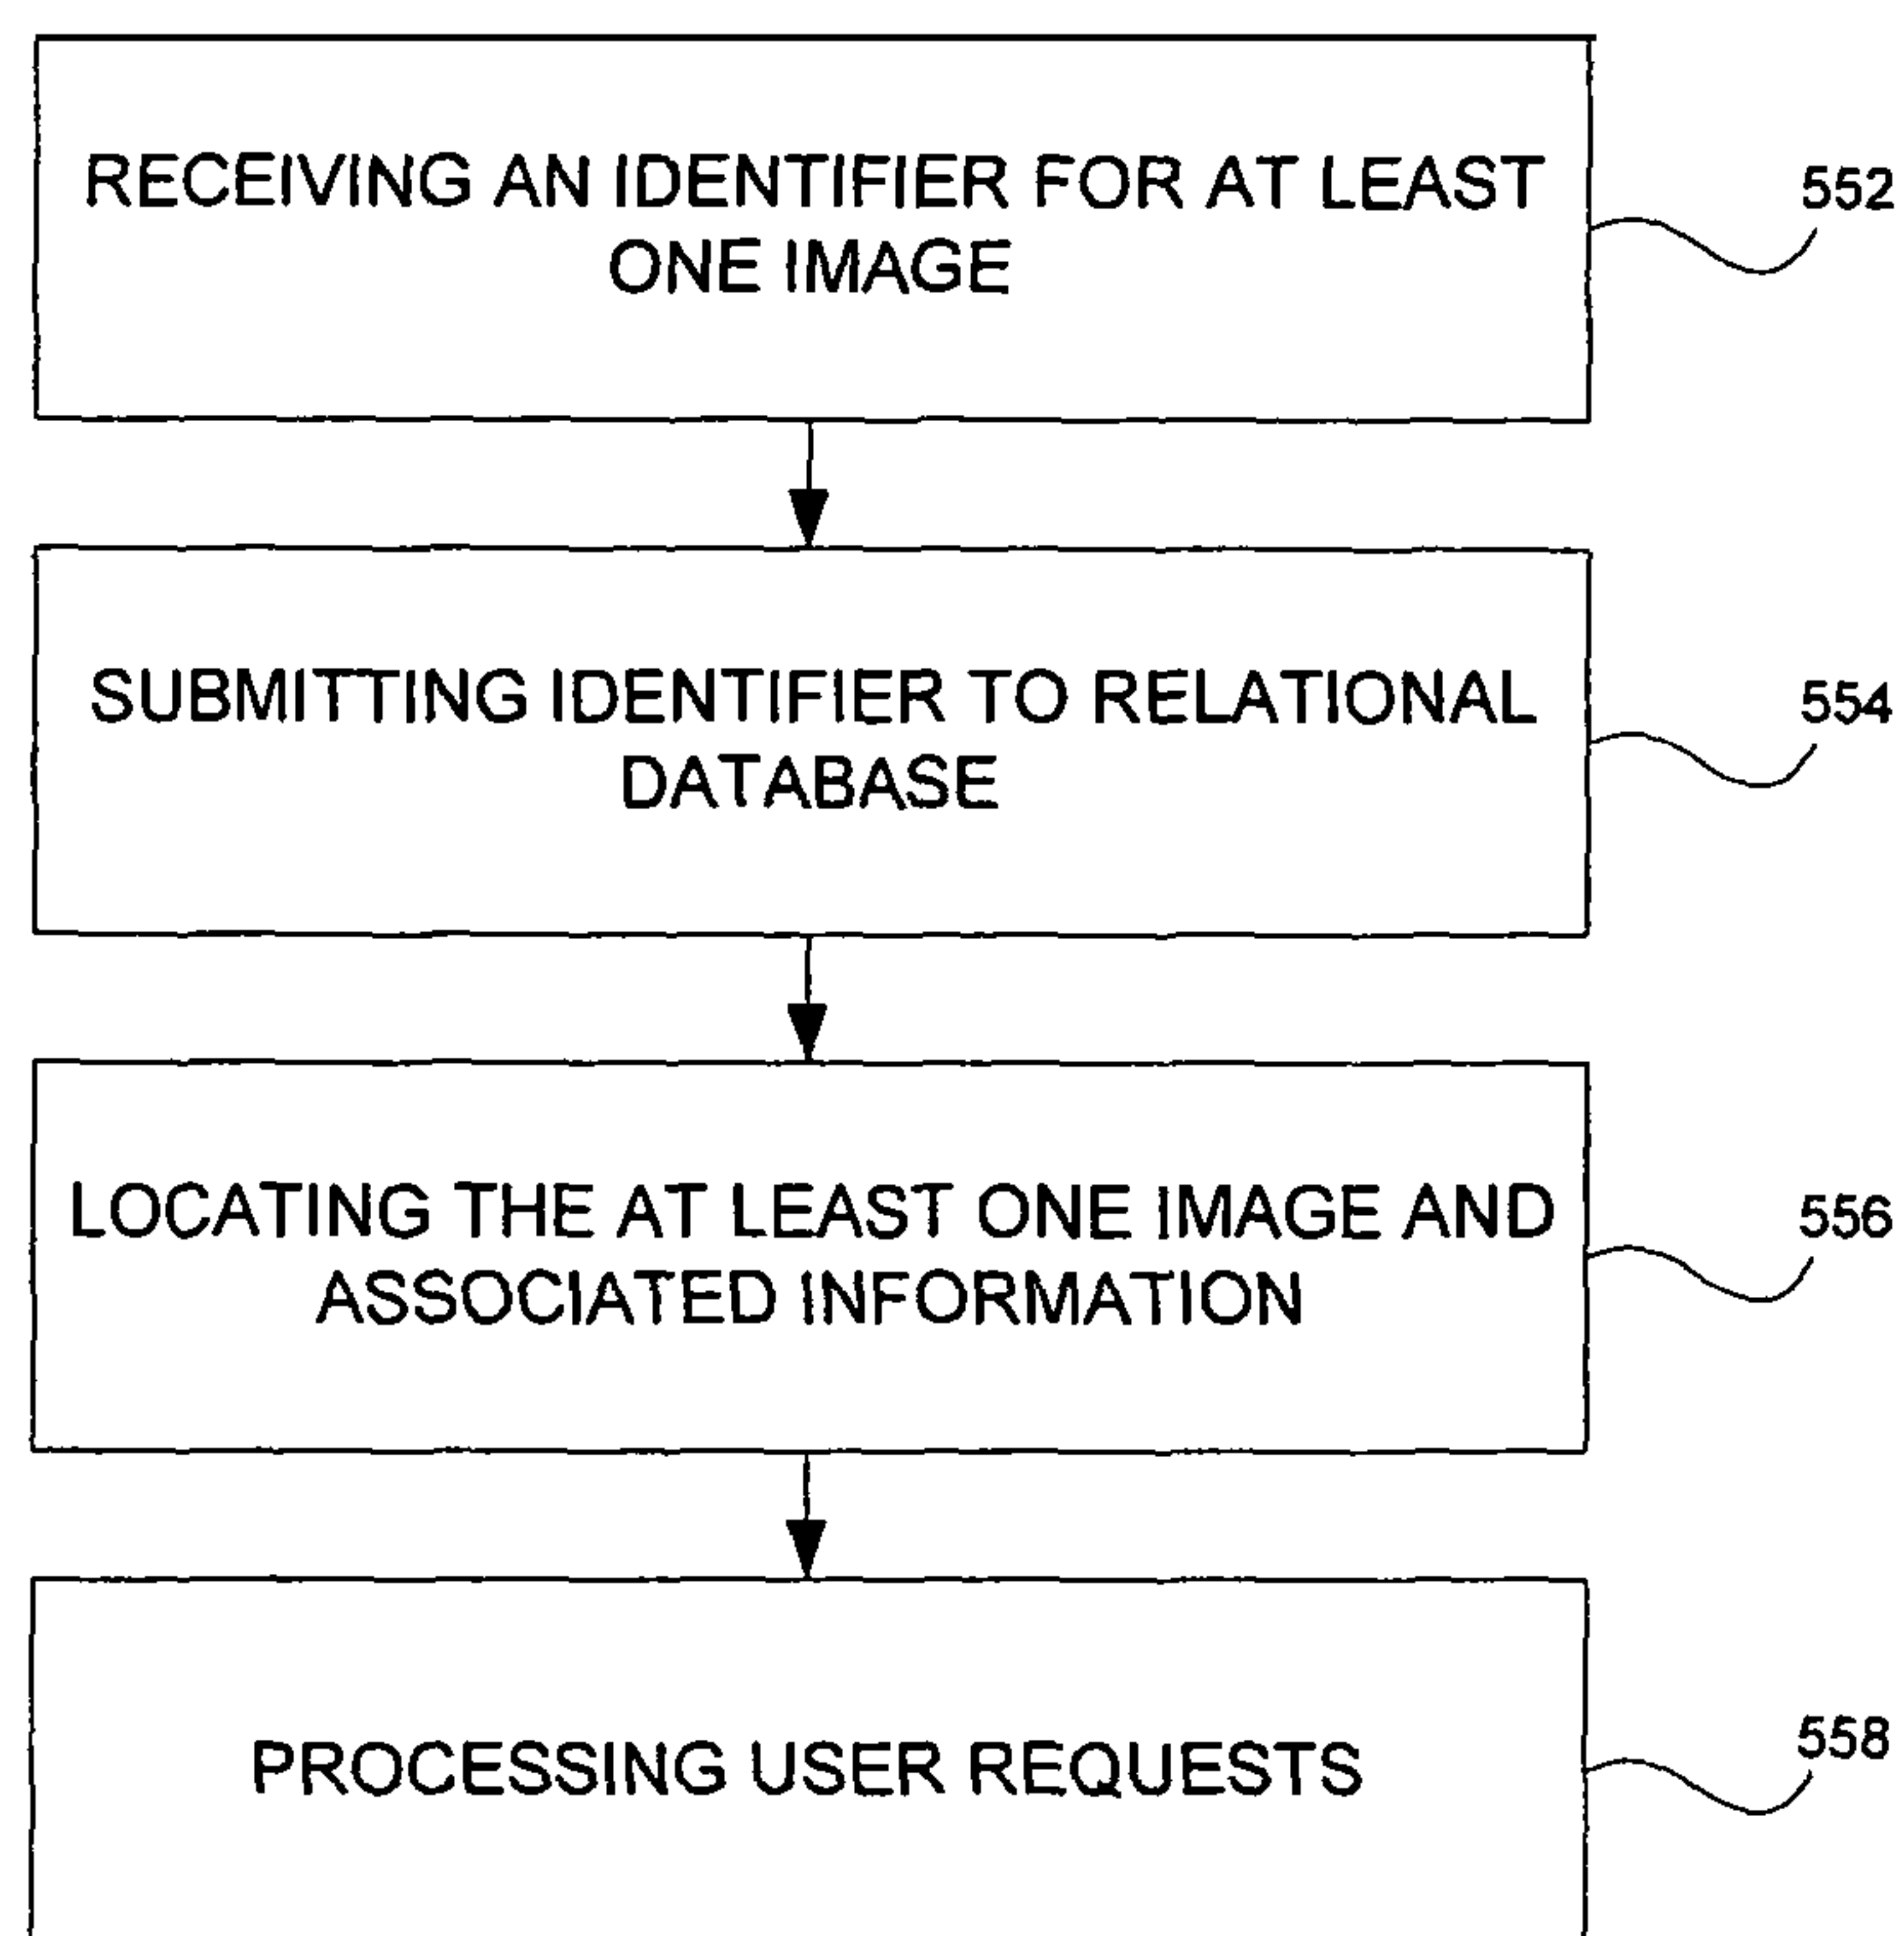 RECEIVING AN IDENTIFIER FOR AT LEAST
ONE IMAGE
552
SUBMITTING IDENTIFIER TO RELATIONAL
DATABASE
554
LOCATING THE AT LEAST ONE IMAGE AND
ASSOCIATED INFORMATION
556
PROCESSING USER REQUESTS
558